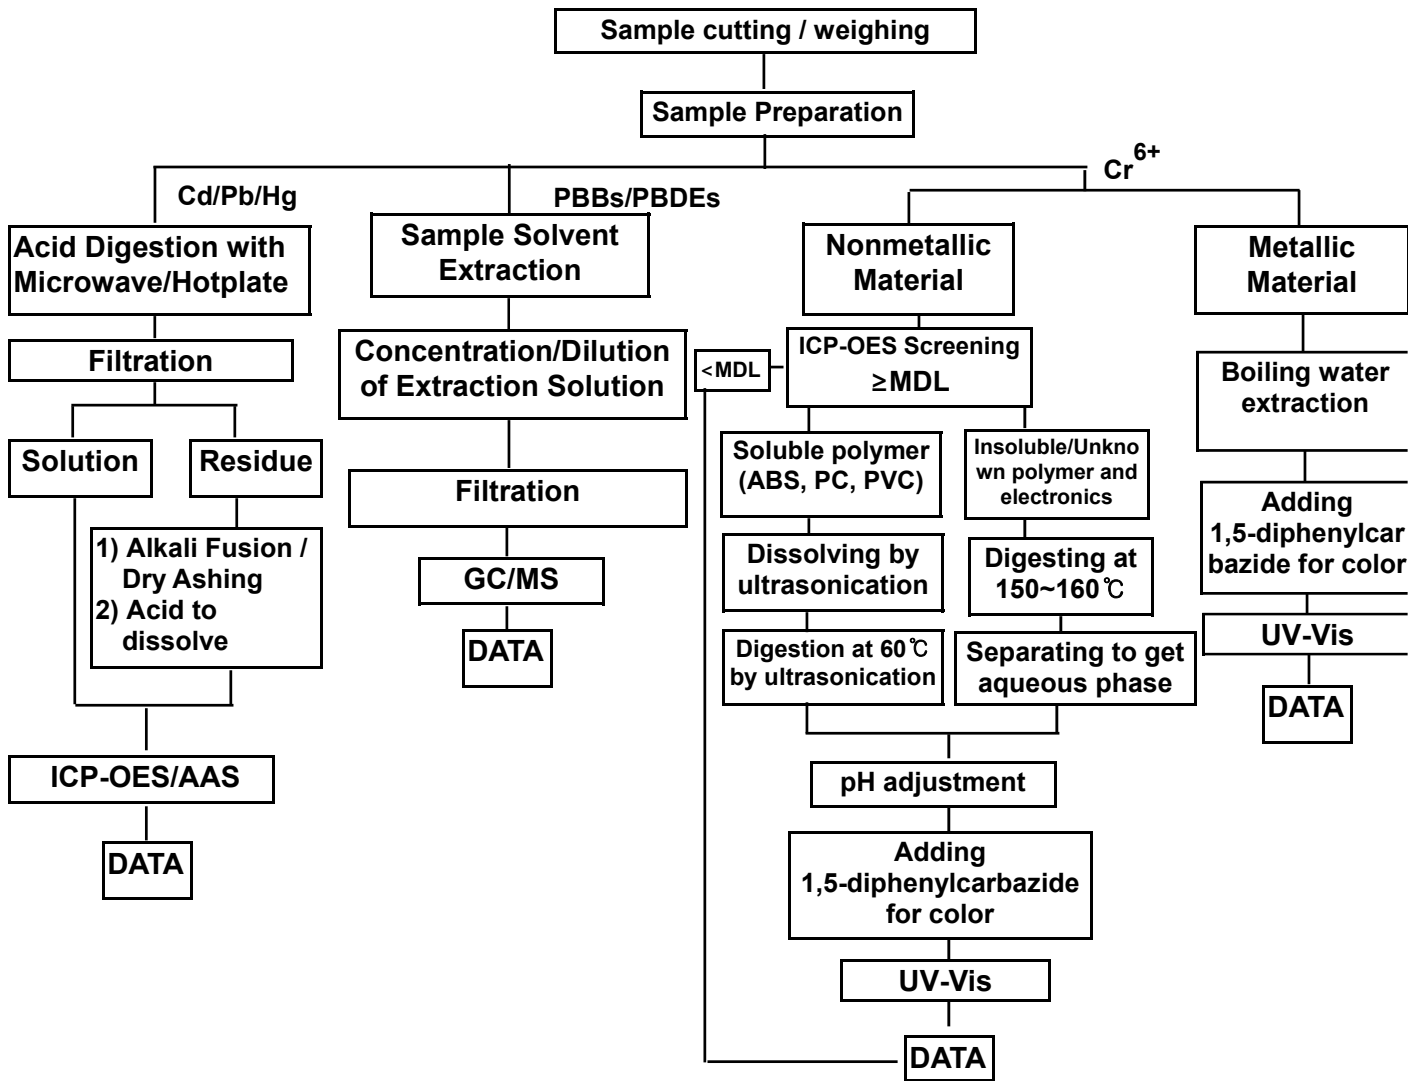 Sample cutting / weighing
Sample Preparation
Cd/Pb/Hg
PBBs/PBDEs
Cr6+
Acid Digestion with
Microwave/Hotplate
Filtration
Solution
Residue
1) Alkali Fusion /
Dry Ashing
2) Acid to
dissolve
ICP-OES/AAS
DATA
Sample Solvent
Extraction
Concentration/Dilution
of Extraction Solution
Filtration
GC/MS
DATA
Nonmetallic
Material
ICP-OES Screening
≥MDL
<MDL
Soluble polymer
(ABS, PC, PVC)
Dissolving by
ultrasonication
Digestion at 60℃
by ultrasonication
Insoluble/Unkno
wn polymer and
electronics
Digesting at
150~160℃
Separating to get
aqueous phase
pH adjustment
Adding
1,5-diphenylcarbazide
for color
UV-Vis
DATA
Metallic
Material
Boiling water
extraction
Adding
1,5-diphenylcar
bazide for color
UV-Vis
DATA